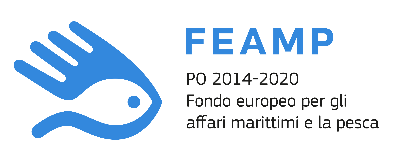 FEAMP
PO 2014-2020
Fondo europeo per gli
affari marittimi e la pesca